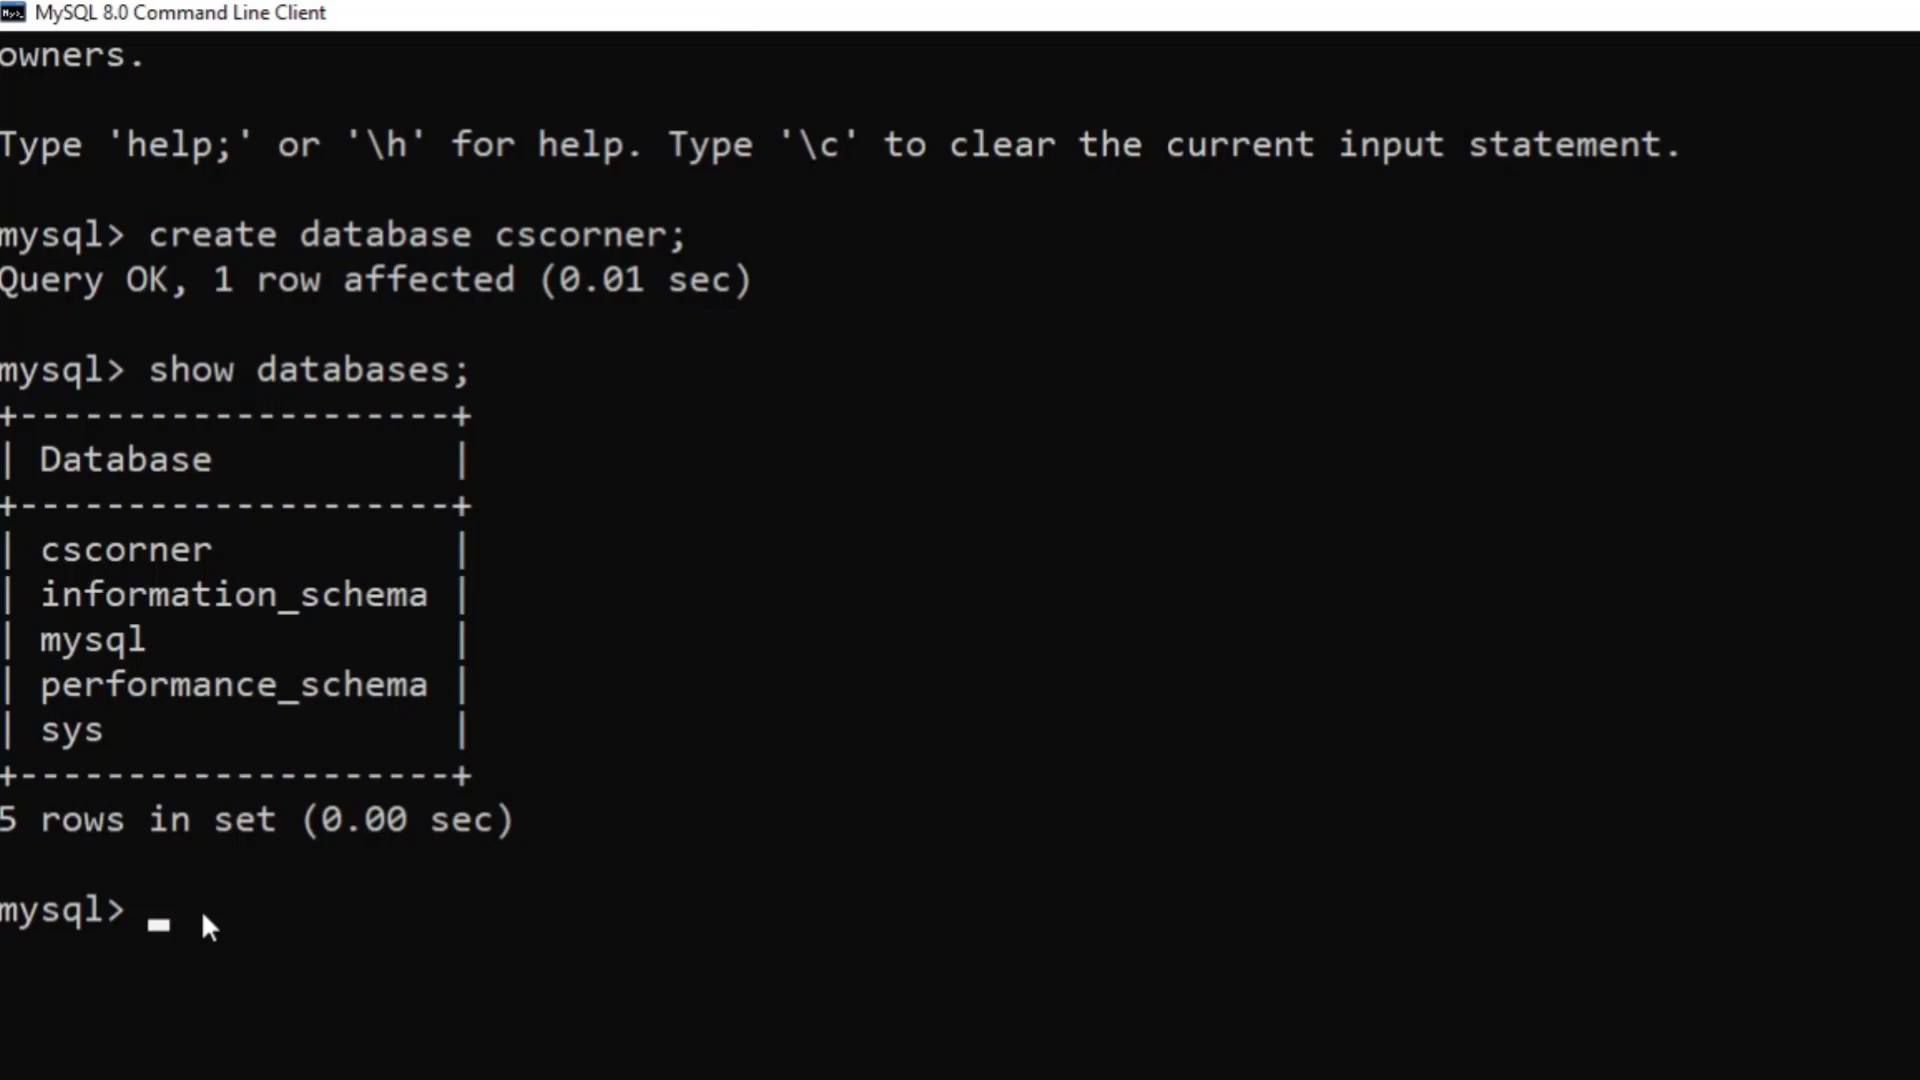 MySQL 8.0 Command Line Client
owners.
Type 'help;' or '\h' for help. Type '\c' to clear the current input statement.
mysql> create database cscorner;
Query OK, 1 row affected (0.01 sec)
mysql> show databases;
+--------------------+
| Database           |
+--------------------+
| cscorner           |
| information_schema |
| mysql              |
| performance_schema |
| sys                |
+--------------------+
5 rows in set (0.00 sec)
mysql>